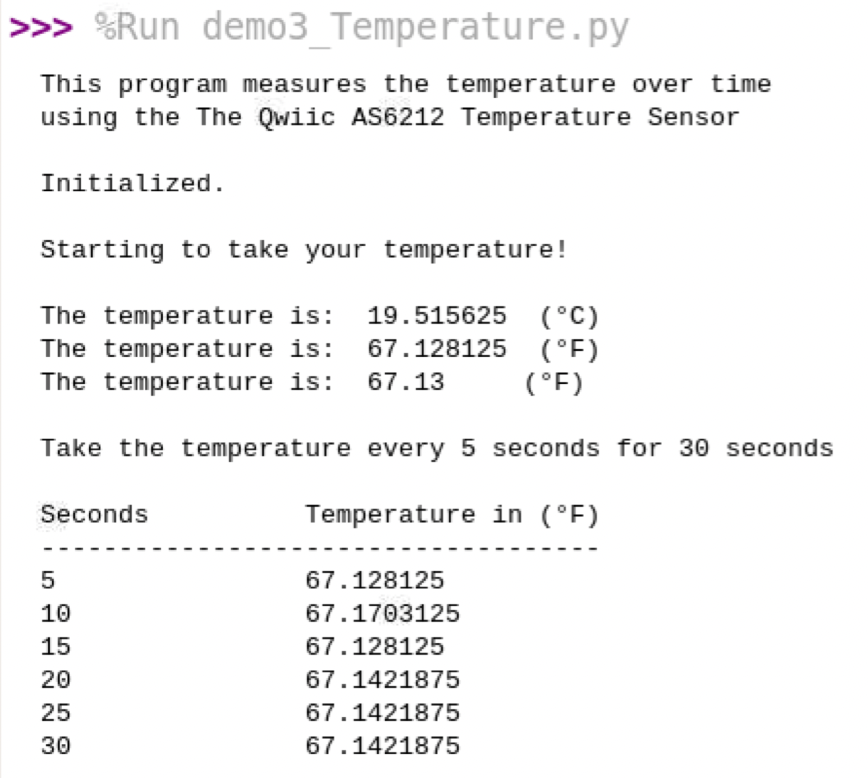 >>> %Run demo3_Temperature.py
This program measures the temperature over time
using the The Qwiic AS6212 Temperature Sensor
Initialized.
Starting to take your temperature!
The temperature is:  19.515625  (°C)
The temperature is:  67.128125  (°F)
The temperature is:  67.13     (°F)
Take the temperature every 5 seconds for 30 seconds
Seconds          Temperature in (°F)
------------------------------------
5                67.128125
10               67.1703125
15               67.128125
20               67.1421875
25               67.1421875
30               67.1421875